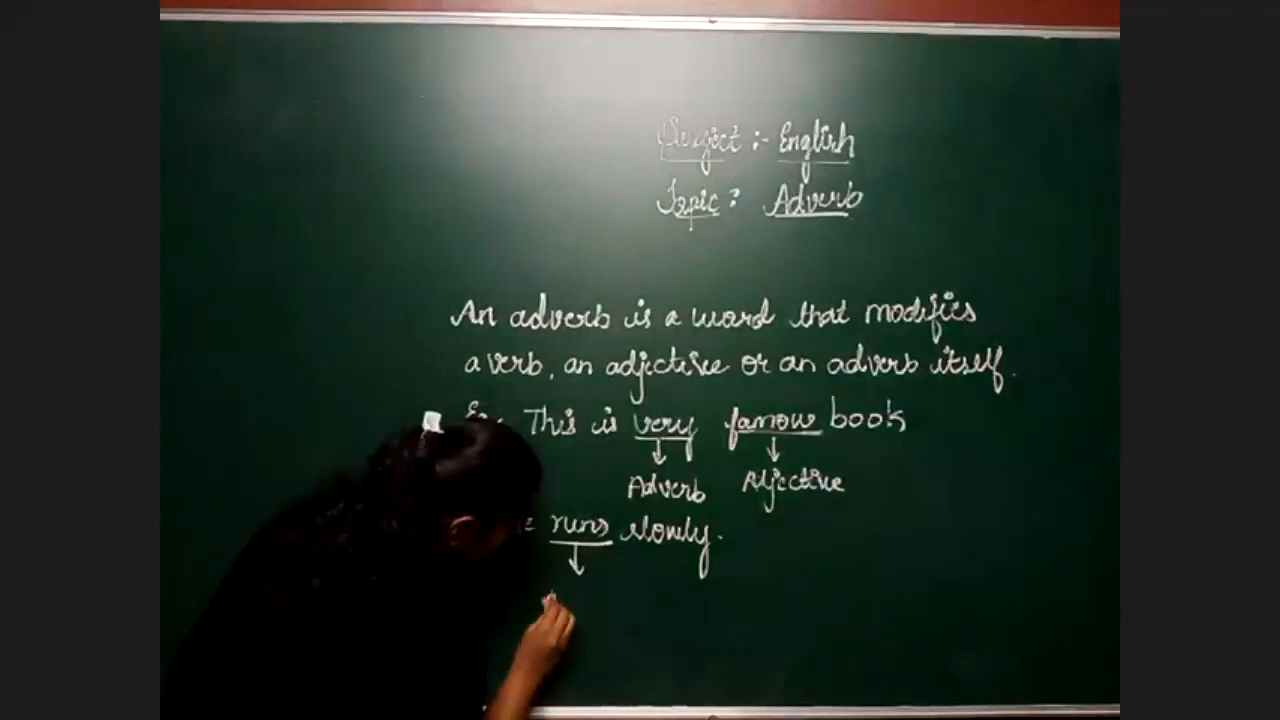 Subject :- English
Topic : Adverb
An adverb is a word that modifies
a verb, an adjective or an adverb itself.
Ex. This is very famous book
Adverb Adjective
runs slowly.